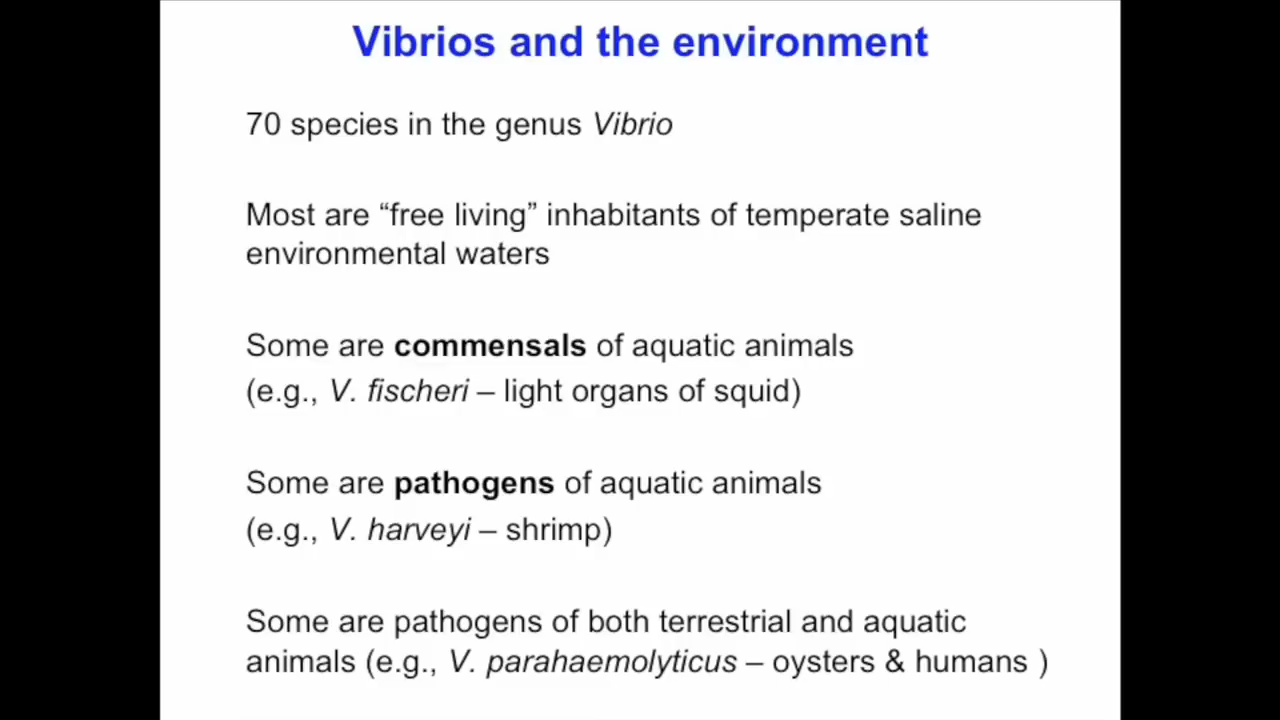 Vibrios and the environment
70 species in the genus Vibrio
Most are “free living” inhabitants of temperate saline
environmental waters
Some are commensals of aquatic animals
(e.g., V. fischeri – light organs of squid)
Some are pathogens of aquatic animals
(e.g., V. harveyi – shrimp)
Some are pathogens of both terrestrial and aquatic
animals (e.g., V. parahaemolyticus – oysters & humans )